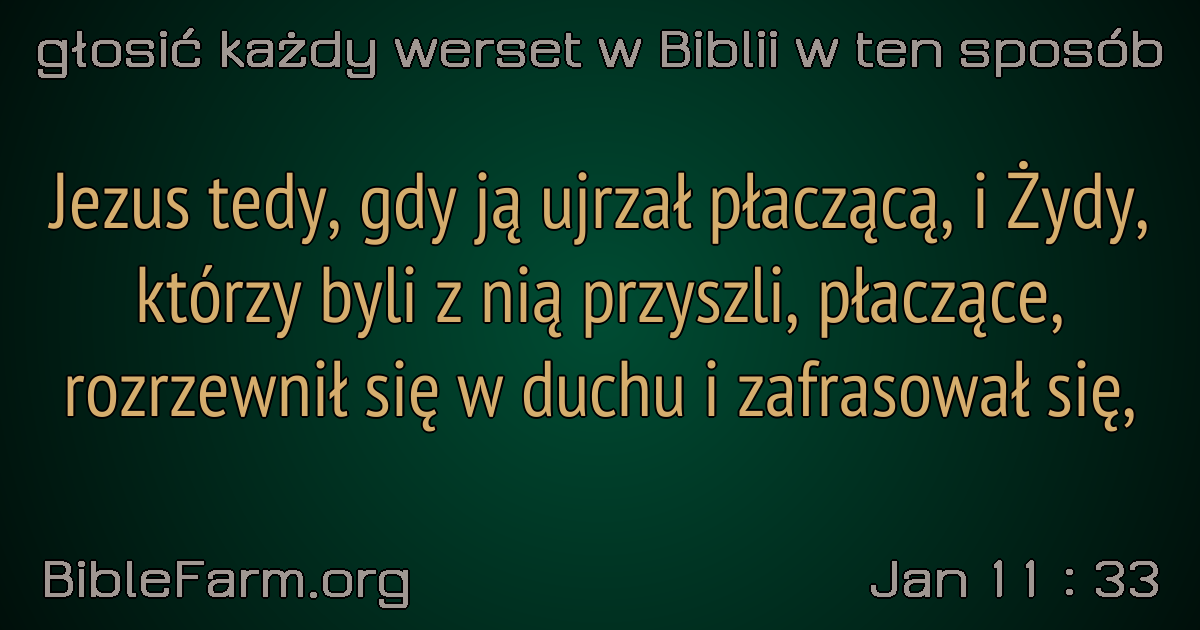 głosić każdy werset w Biblii w ten sposób
Jezus tedy, gdy ją ujrzał płaczącą, i Żydy,
którzy byli z nią przyszli, płaczące,
rozrzewnił się w duchu i zafrasował się,
BibleFarm.org
Jan 11 : 33